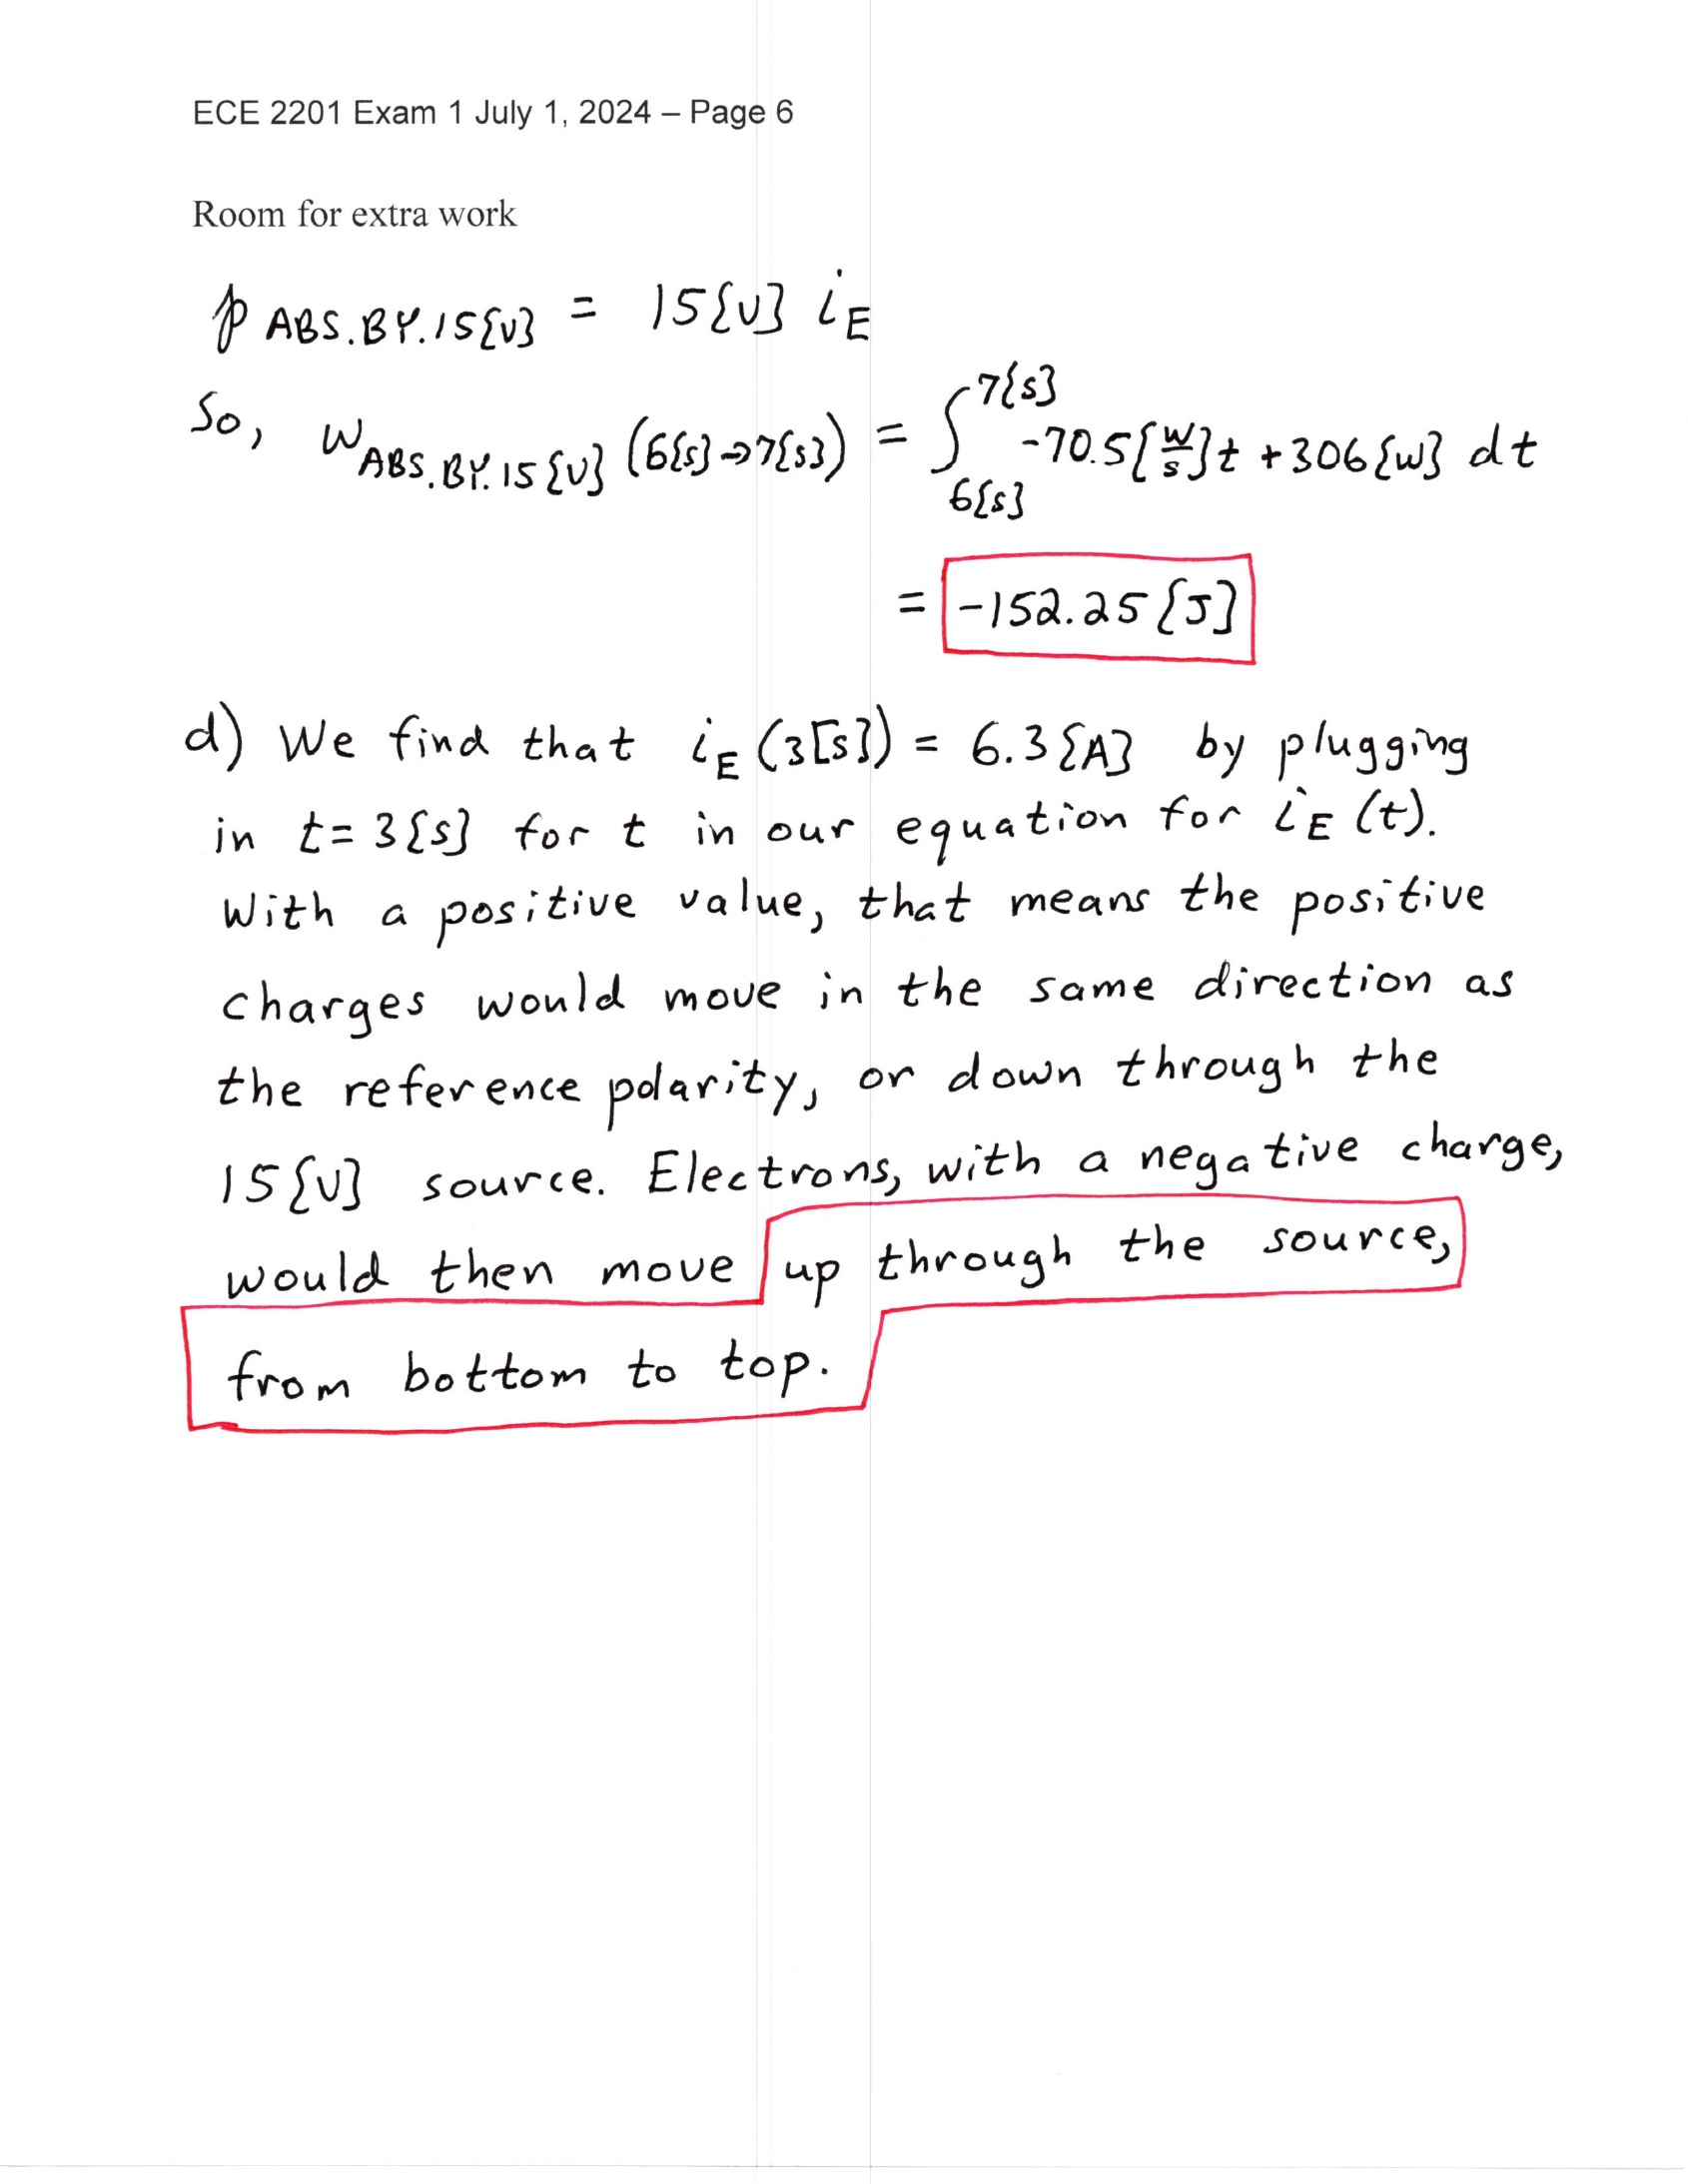 ECE 2201 Exam 1 July 1, 2024 – Page 6
Room for extra work
p ABS.BY.15{V} = 15{V} iE
So, wABS.BY.15{V} (6{s}→7{s}) = ∫6{s}^7{s} -70.5{W/s}t + 306{W} dt
= -152.25{J}
d) We find that iE (3[s]) = 6.3{A} by plugging
in t = 3{s} for t in our equation for iE (t).
With a positive value, that means the positive
charges would move in the same direction as
the reference polarity, or down through the
15{V} source. Electrons, with a negative charge,
would then move up through the source,
from bottom to top.